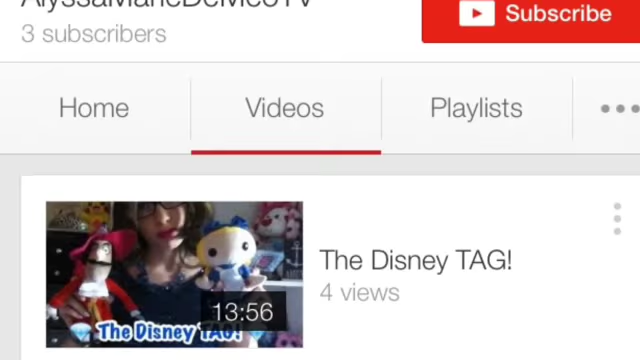 3 subscribers
Subscribe
Home
Videos
Playlists
The Disney TAG!
4 views
13:56
The Disney TAG!